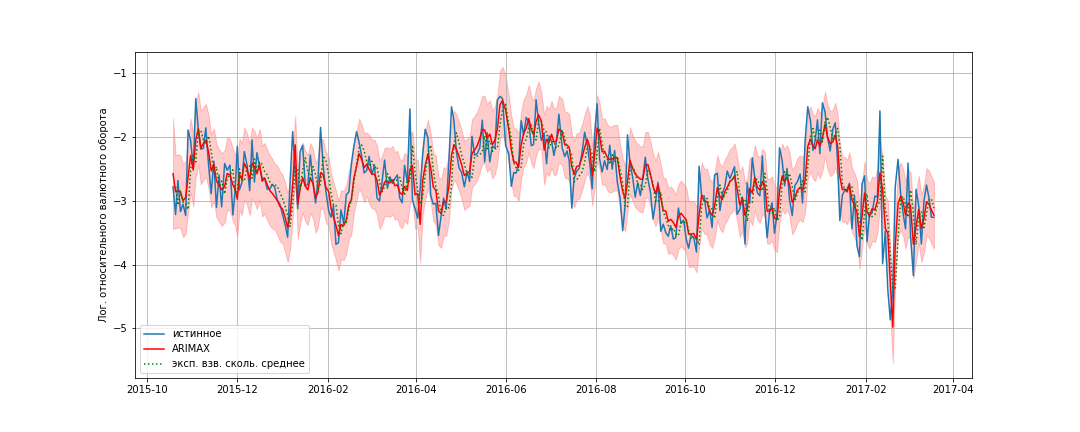 Лог. относительного валютного оборота
−1
−2
−3
−4
−5
истинное
ARIMAX
эксп. взв. сколь. среднее
2015-10 2015-12 2016-02 2016-04 2016-06 2016-08 2016-10 2016-12 2017-02 2017-04